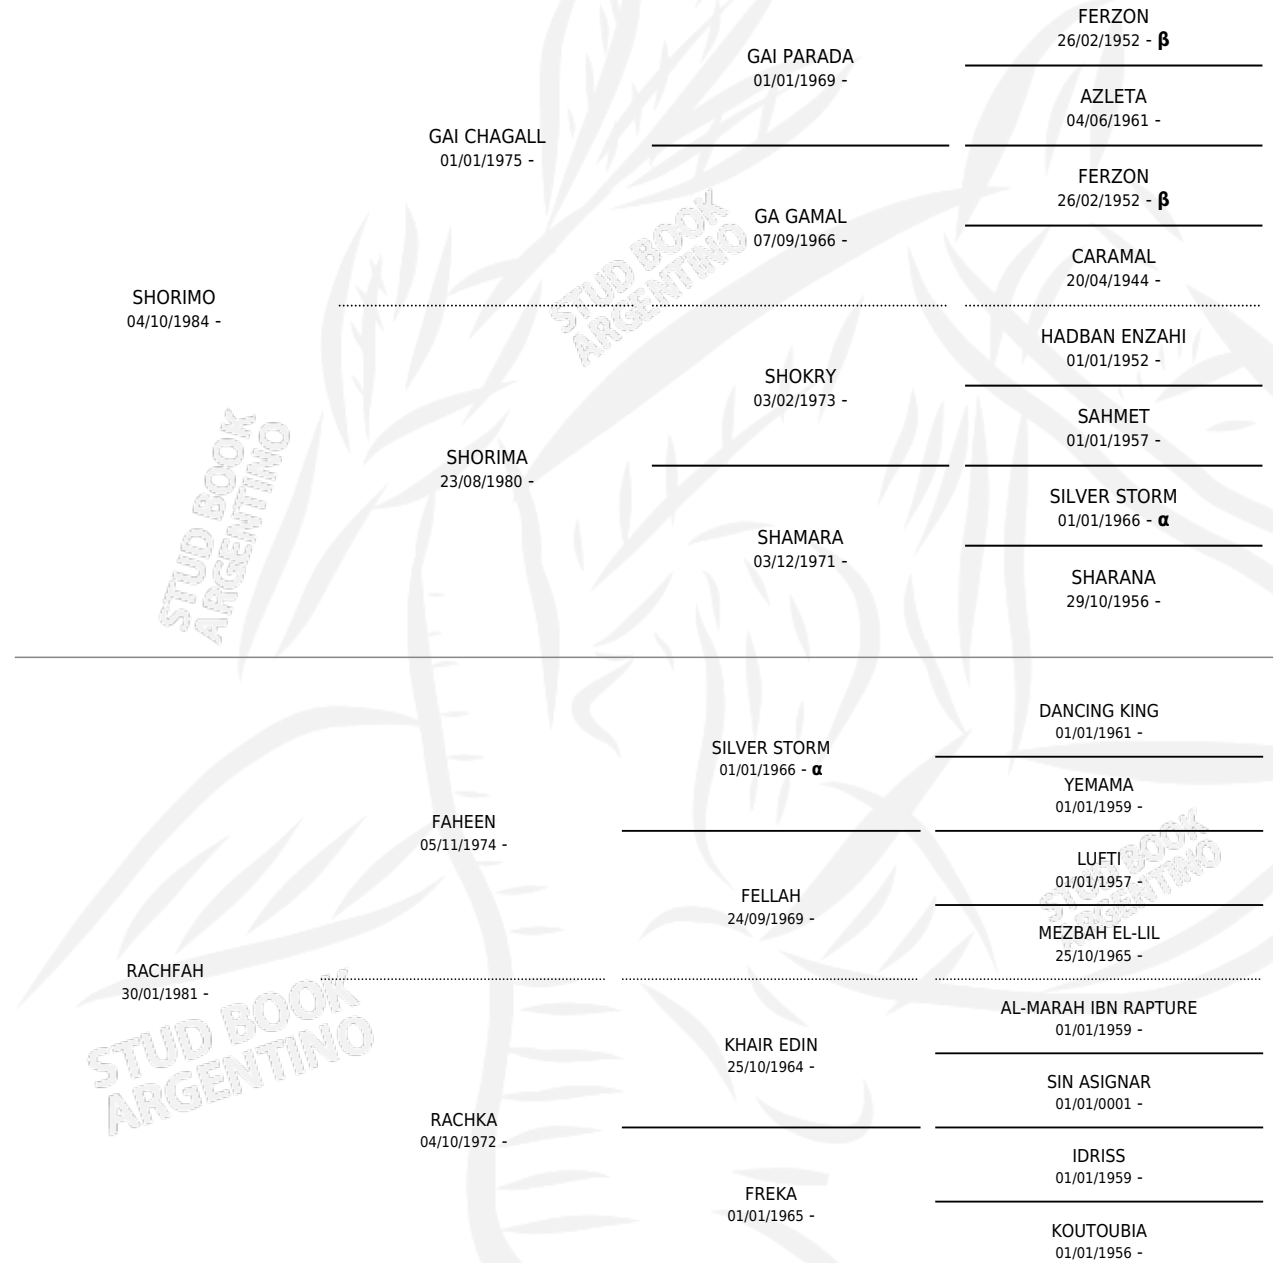 FERZON
26/02/1952 - β
GAI PARADA
01/01/1969 -
AZLETA
04/06/1961 -
GAI CHAGALL
01/01/1975 -
FERZON
26/02/1952 - β
GA GAMAL
07/09/1966 -
CARAMAL
20/04/1944 -
SHORIMO
04/10/1984 -
HADBAN ENZAHI
01/01/1952 -
SHOKRY
03/02/1973 -
SAHMET
01/01/1957 -
SHORIMA
23/08/1980 -
SILVER STORM
01/01/1966 - α
SHAMARA
03/12/1971 -
SHARANA
29/10/1956 -
DANCING KING
01/01/1961 -
SILVER STORM
01/01/1966 - α
YEMAMA
01/01/1959 -
FAHEEN
05/11/1974 -
LUFTI
01/01/1957 -
FELLAH
24/09/1969 -
MEZBAH EL-LIL
25/10/1965 -
RACHFAH
30/01/1981 -
AL-MARAH IBN RAPTURE
01/01/1959 -
KHAIR EDIN
25/10/1964 -
SIN ASIGNAR
01/01/0001 -
RACHKA
04/10/1972 -
IDRISS
01/01/1959 -
FREKA
01/01/1965 -
KOUTOUBIA
01/01/1956 -
STUD BOOK
ARGENTINO
STUD BOOK
ARGENTINO
STUD BOOK
ARGENTINO
STUD BOOK
ARGENTINO